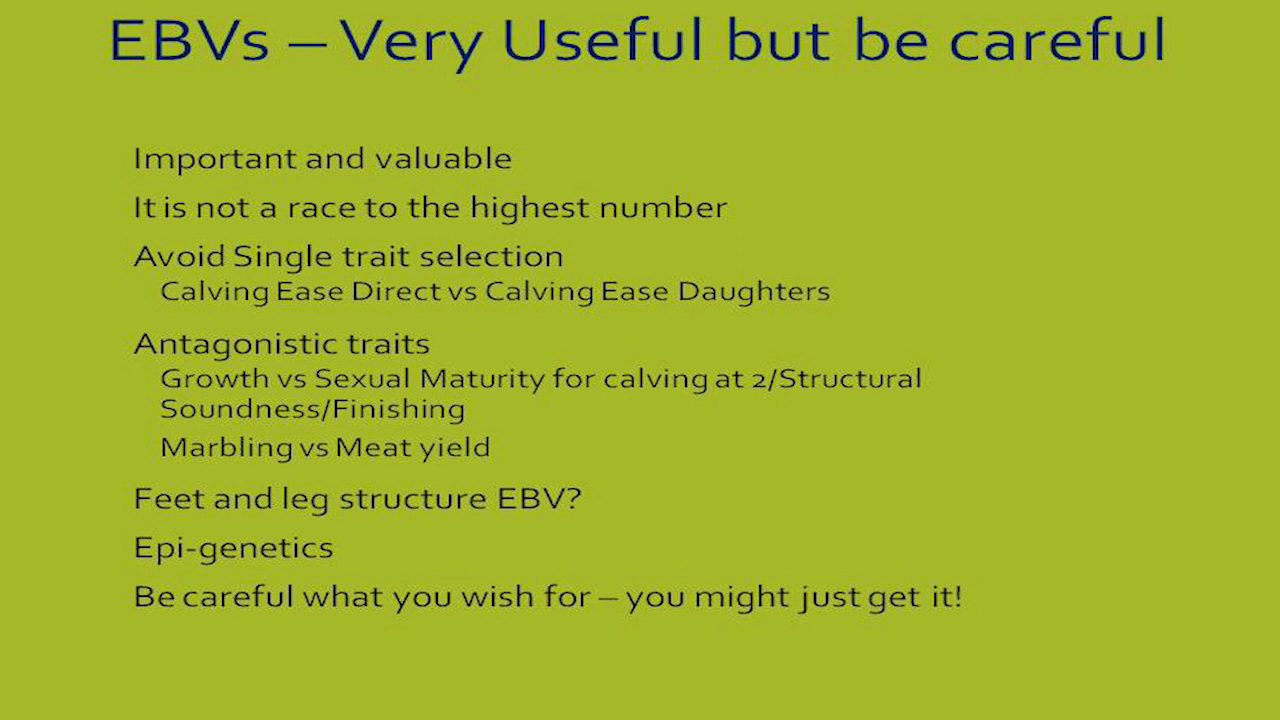 EBVs – Very Useful but be careful
Important and valuable
It is not a race to the highest number
Avoid Single trait selection
Calving Ease Direct vs Calving Ease Daughters
Antagonistic traits
Growth vs Sexual Maturity for calving at 2/Structural
Soundness/Finishing
Marbling vs Meat yield
Feet and leg structure EBV?
Epi-genetics
Be careful what you wish for – you might just get it!